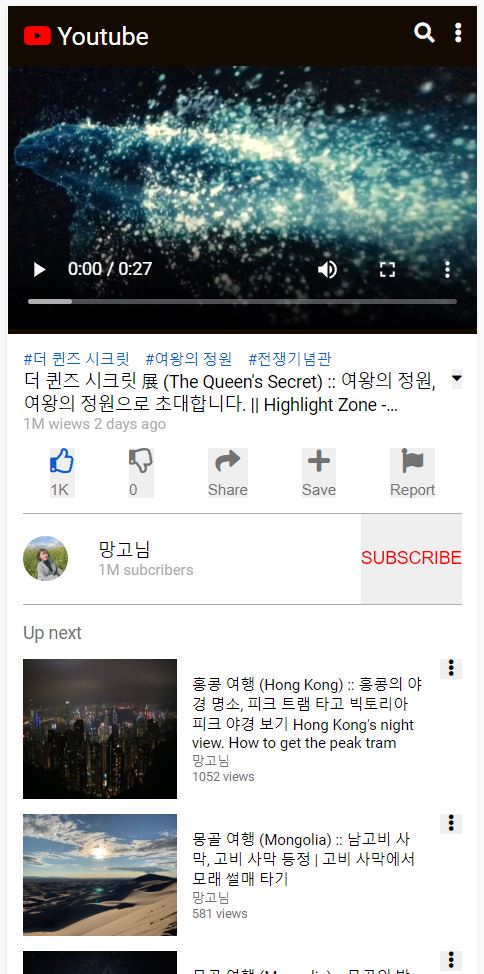 Youtube
0:00 / 0:27
#더 퀸즈 시크릿 #여왕의 정원 #전쟁기념관
더 퀸즈 시크릿 展 (The Queen's Secret) :: 여왕의 정원,
여왕의 정원으로 초대합니다. || Highlight Zone -...
1M wiews 2 days ago
1K
0
Share
Save
Report
망고님
1M subcribers
SUBSCRIBE
Up next
홍콩 여행 (Hong Kong) :: 홍콩의 야
경 명소, 피크 트램 타고 빅토리아
피크 야경 보기 Hong Kong's night
view. How to get the peak tram
망고님
1052 views
몽골 여행 (Mongolia) :: 남고비 사
막, 고비 사막 등정 | 고비 사막에서
모래 썰매 타기
망고님
581 views